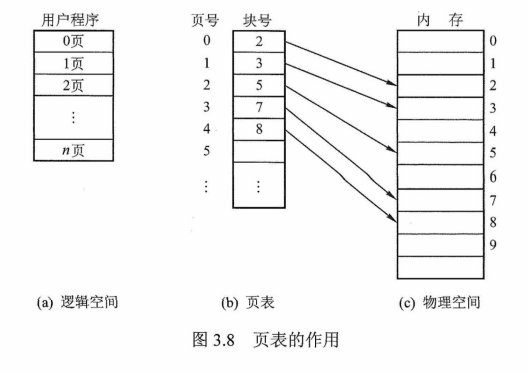 用户程序
0页
1页
2页
⋮
n页
(a) 逻辑空间
页号 块号
0 2
1 3
2 5
3 7
4 8
5
⋮ ⋮
(b) 页表
内 存
0
1
2
3
4
5
6
7
8
9
(c) 物理空间
图 3.8 页表的作用